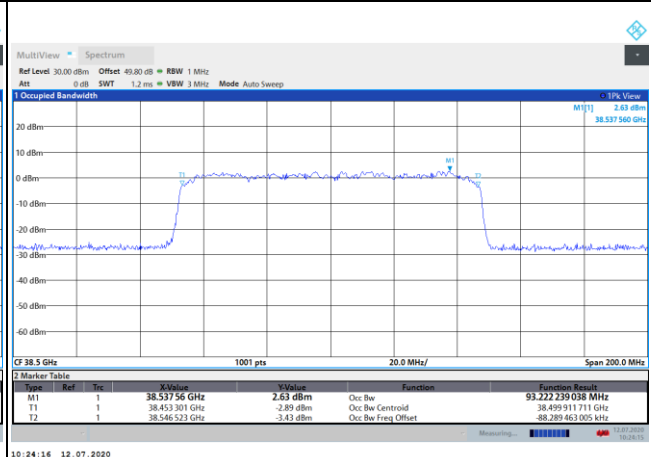 MultiView Spectrum
Ref Level 30.00 dBm Offset 49.80 dB RBW 1 MHz
Att 0 dB SWT 1.2 ms VBW 3 MHz Mode Auto Sweep
1 Occupied Bandwidth 1Pk View
M1[1] 2.63 dBm
38.537 560 GHz
20 dBm
10 dBm
M1
T1
T2
0 dBm
-10 dBm
-20 dBm
-30 dBm
-40 dBm
-50 dBm
-60 dBm
CF 38.5 GHz 1001 pts 20.0 MHz/ Span 200.0 MHz
2 Marker Table
Type Ref Trc X-Value Y-Value Function Function Result
M1 1 38.537 56 GHz 2.63 dBm Occ Bw 93.222 239 038 MHz
T1 1 38.453 301 GHz -2.89 dBm Occ Bw Centroid 38.499 911 711 GHz
T2 1 38.546 523 GHz -3.43 dBm Occ Bw Freq Offset -88.289 463 005 kHz
Measuring... 12.07.2020
10:24:15
10:24:16 12.07.2020